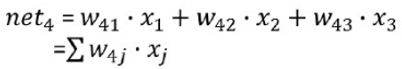 net₄ = w₄₁ · x₁ + w₄₂ · x₂ + w₄₃ · x₃
=∑ w₄ⱼ · xⱼ